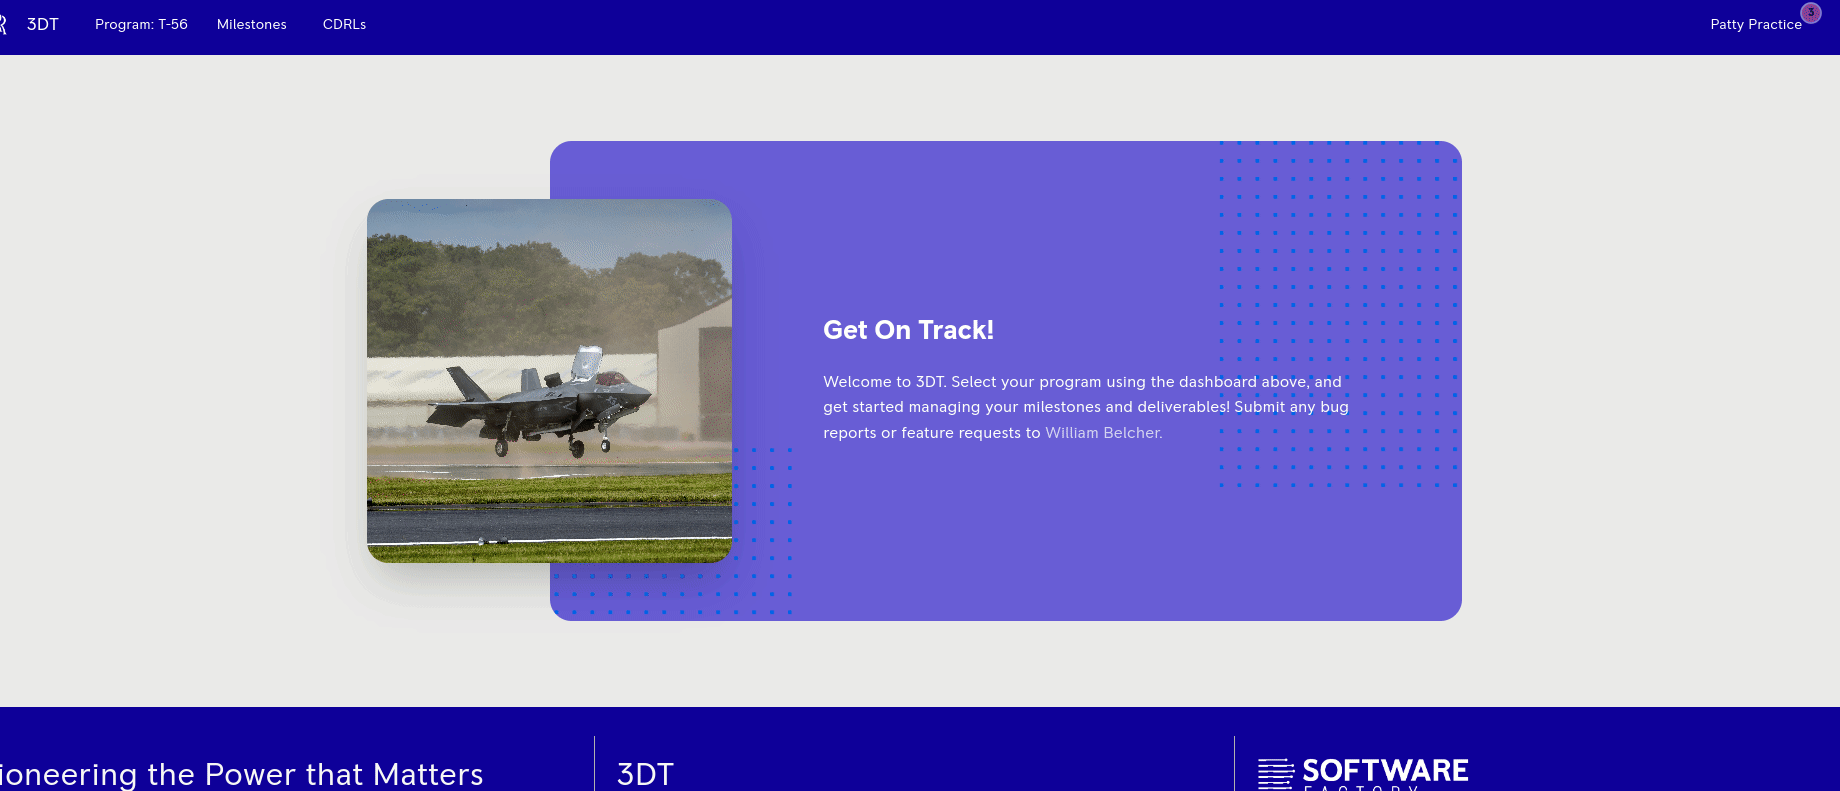 3DT Program: T-56 Milestones CDRLs Patty Practice 3
Get On Track!
Welcome to 3DT. Select your program using the dashboard above, and
get started managing your milestones and deliverables! Submit any bug
reports or feature requests to William Belcher.
ioneering the Power that Matters
3DT
SOFTWARE
FACTORY